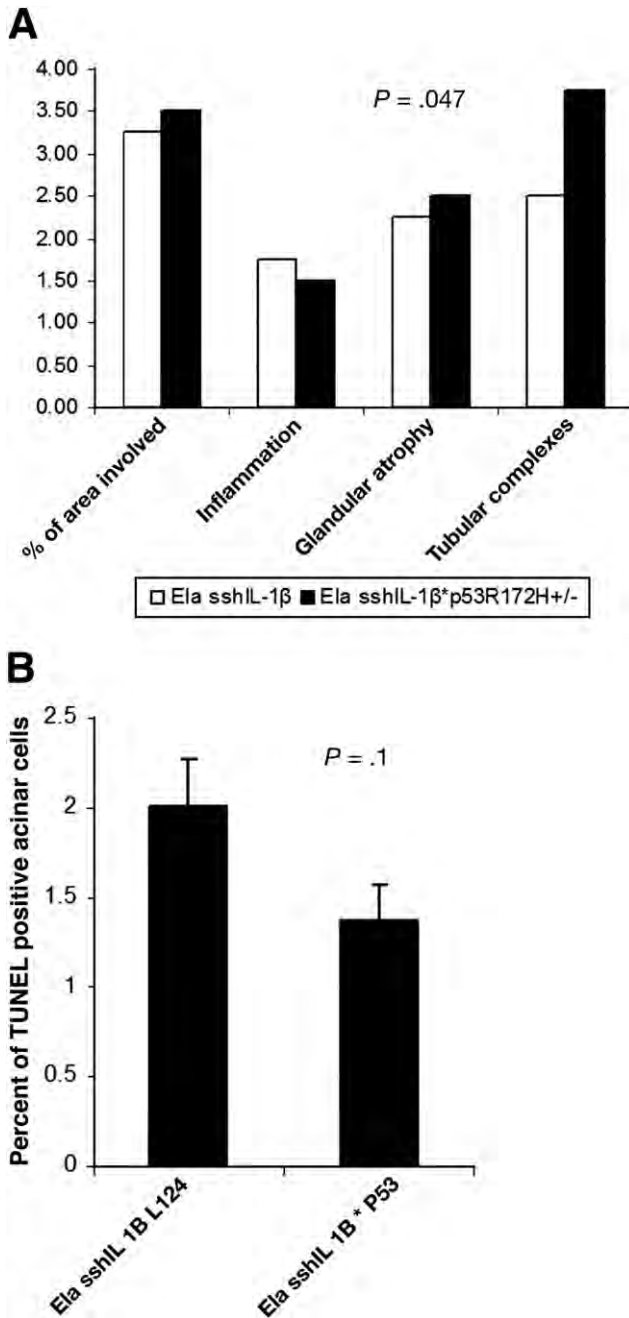 A
4.00
3.50
3.00
2.50
2.00
1.50
1.00
0.50
0.00
P = .047
% of area involved
Inflammation
Glandular atrophy
Tubular complexes
Ela sshIL-1β Ela sshIL-1β*p53R172H+/-
B
Percent of TUNEL positive acinar cells
2.5
2
1.5
1
0.5
0
P = .1
Ela sshIL 1B L124
Ela sshIL 1B* P53